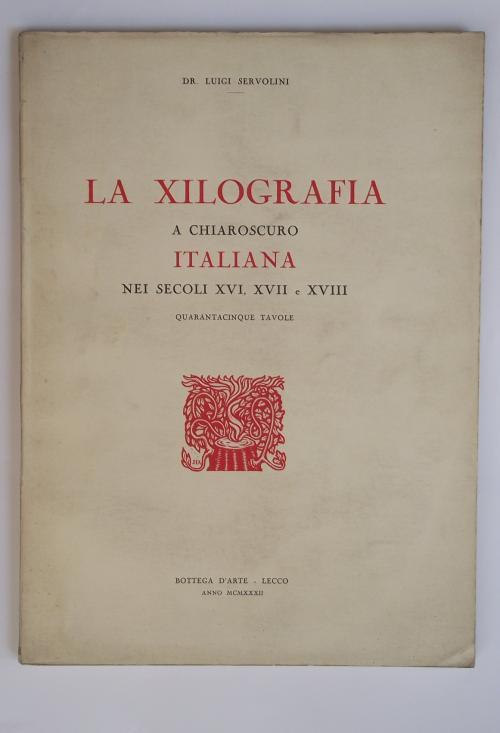 DR. LUIGI SERVOLINI
LA XILOGRAFIA
A CHIAROSCURO
ITALIANA
NEI SECOLI XVI, XVII e XVIII
QUARANTACINQUE TAVOLE
BOTTEGA D'ARTE - LECCO
ANNO MCMXXXII